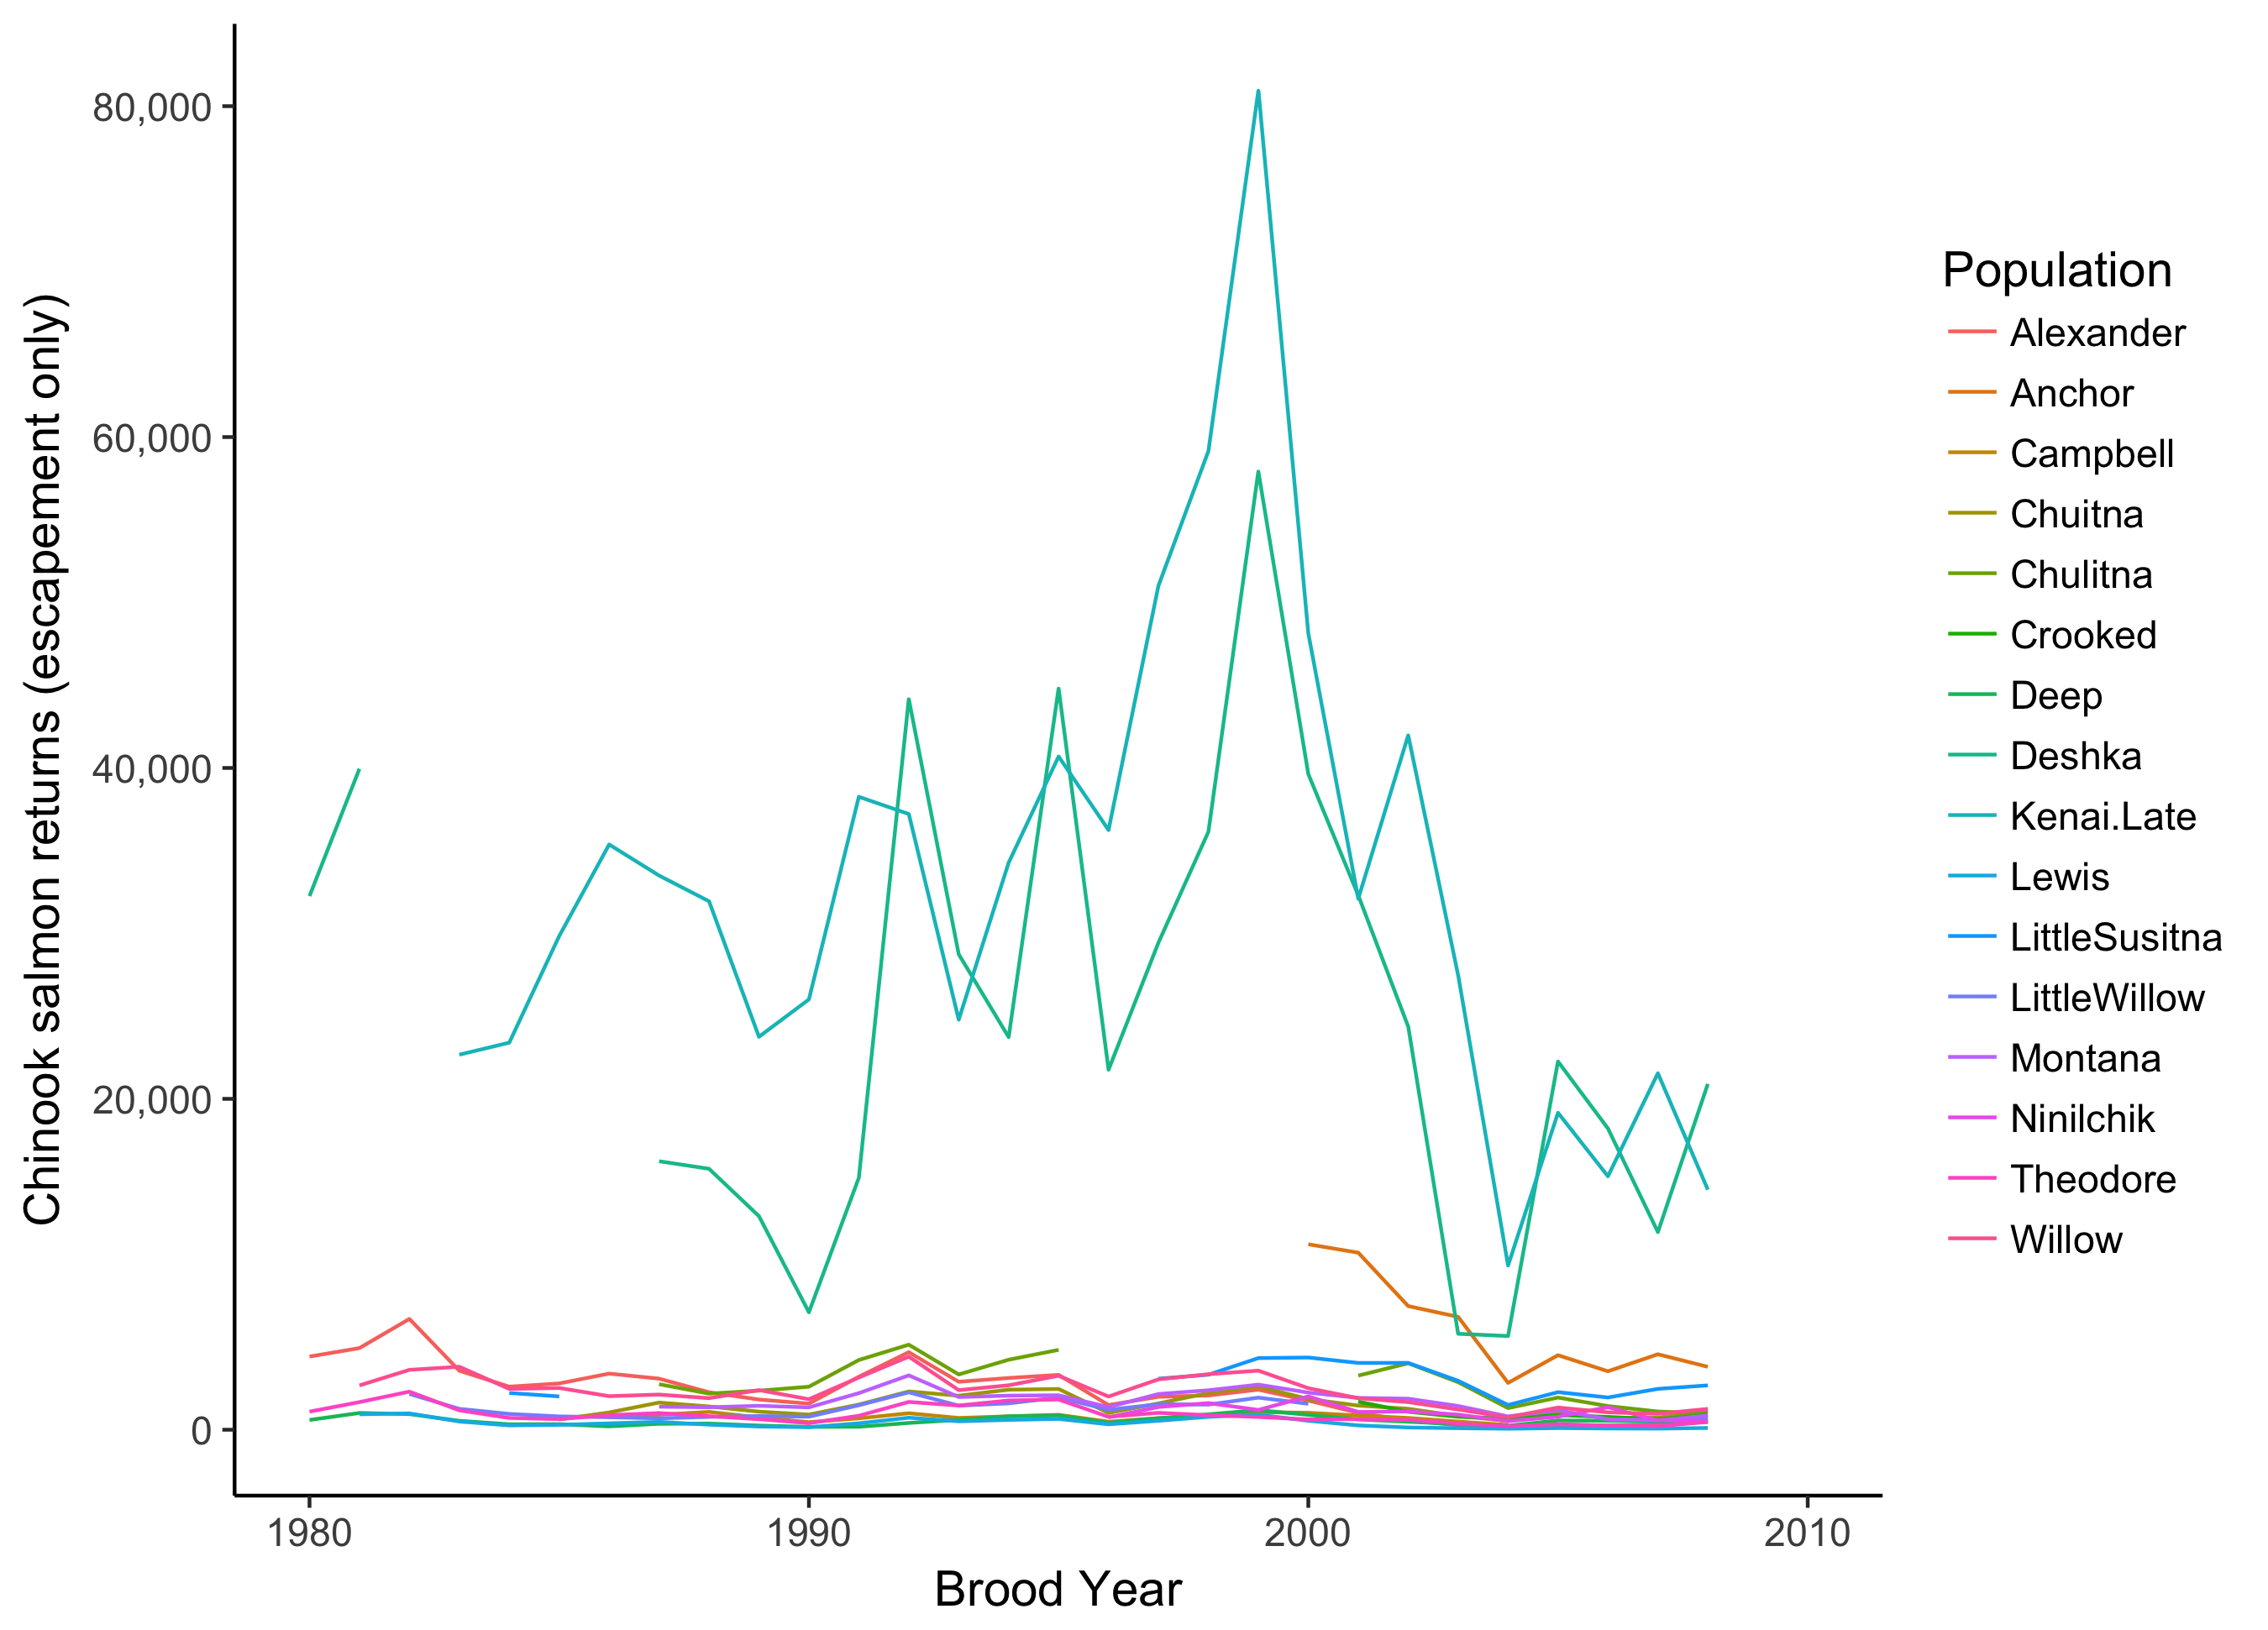 Chinook salmon returns (escapement only)
80,000
60,000
40,000
20,000
0
1980
1990
2000
2010
Brood Year
Population
Alexander
Anchor
Campbell
Chuitna
Chulitna
Crooked
Deep
Deshka
Kenai.Late
Lewis
LittleSusitna
LittleWillow
Montana
Ninilchik
Theodore
Willow